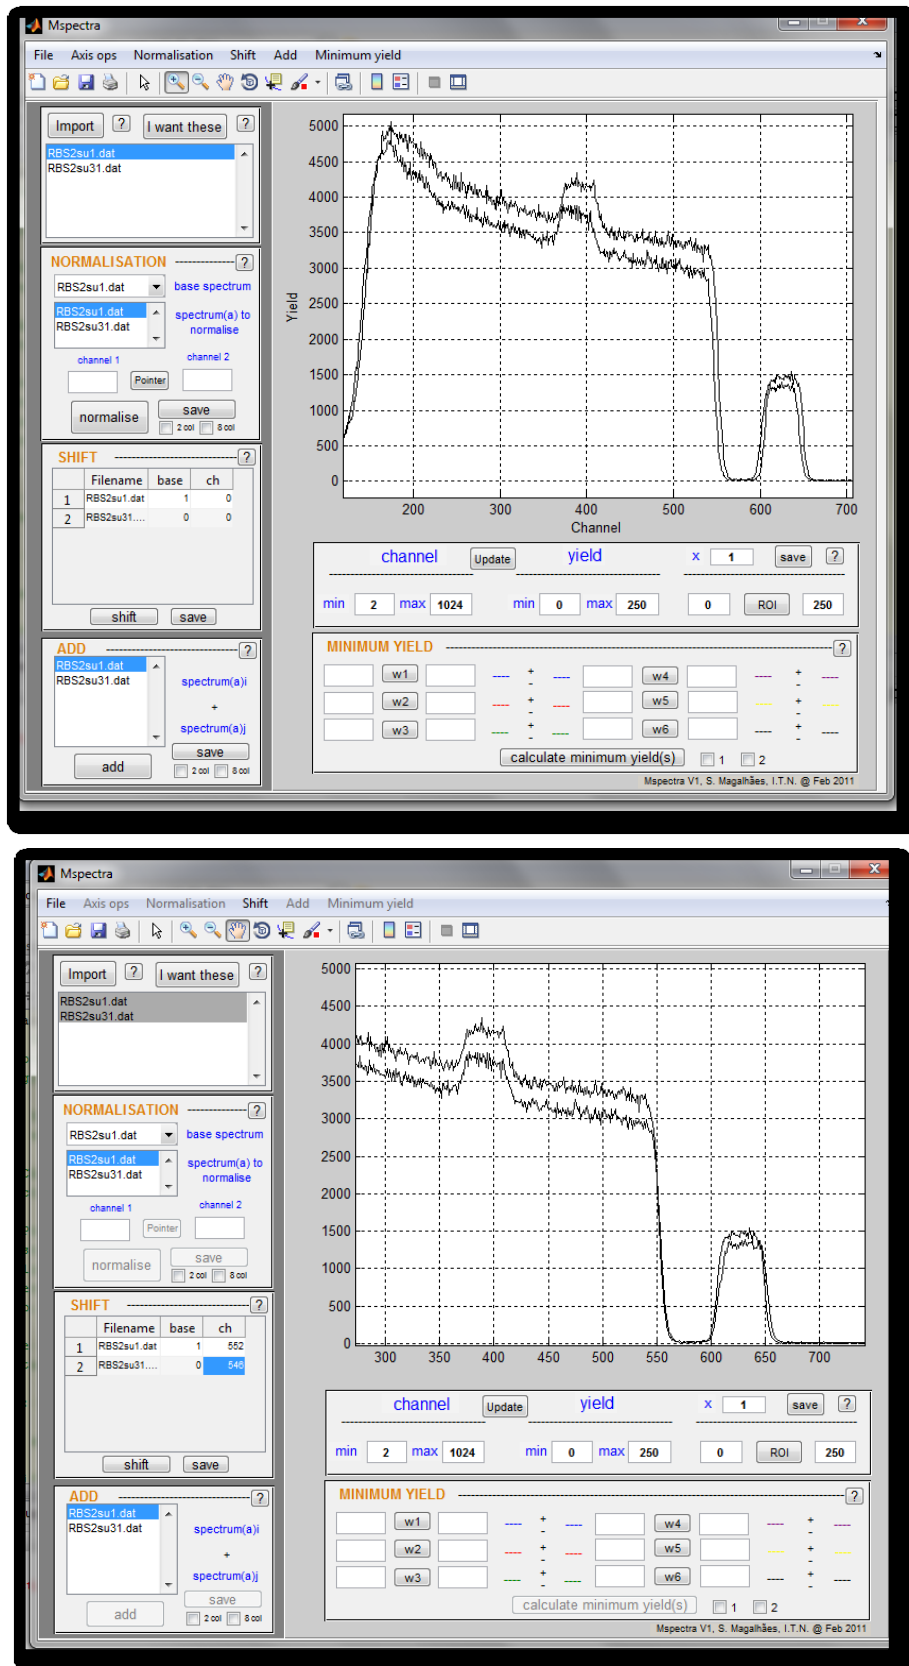 Mspectra
File Axis ops Normalisation Shift Add Minimum yield
Import ? I want these ?
RBS2su1.dat
RBS2su31.dat
NORMALISATION ?
RBS2su1.dat base spectrum
RBS2su1.dat spectrum(a) to
RBS2su31.dat normalise
channel 1 channel 2
Pointer
normalise save
2 col 8 col
SHIFT ?
Filename base ch
1 RBS2su1.dat 1 0
2 RBS2su31.... 0 0
shift save
ADD ?
RBS2su1.dat
RBS2su31.dat spectrum(a)i
+
spectrum(a)j
save
add 2 col 8 col
5000
4500
4000
3500
3000
2500
2000
1500
1000
500
0
Yield
200 300 400 500 600 700
Channel
channel Update yield x 1 save ?
min 2 max 1024 min 0 max 250 0 ROI 250
MINIMUM YIELD ?
w1 ---- + - ---- w4 ---- + - ----
w2 ---- + - ---- w5 ---- + - ----
w3 ---- + - ---- w6 ---- + - ----
calculate minimum yield(s) 1 2
Mspectra V1, S. Magalhães, I.T.N. @ Feb 2011
Mspectra
File Axis ops Normalisation Shift Add Minimum yield
Import ? I want these ?
RBS2su1.dat
RBS2su31.dat
NORMALISATION ?
RBS2su1.dat base spectrum
RBS2su1.dat spectrum(a) to
RBS2su31.dat normalise
channel 1 channel 2
Pointer
normalise save
2 col 8 col
SHIFT ?
Filename base ch
1 RBS2su1.dat 1 552
2 RBS2su31.... 0 546
shift save
ADD ?
RBS2su1.dat
RBS2su31.dat spectrum(a)i
+
spectrum(a)j
save
add 2 col 8 col
5000
4500
4000
3500
3000
2500
2000
1500
1000
500
0
300 350 400 450 500 550 600 650 700
channel Update yield x 1 save ?
min 2 max 1024 min 0 max 250 0 ROI 250
MINIMUM YIELD ?
w1 ---- + - ---- w4 ---- + - ----
w2 ---- + - ---- w5 ---- + - ----
w3 ---- + - ---- w6 ---- + - ----
calculate minimum yield(s) 1 2
Mspectra V1, S. Magalhães, I.T.N. @ Feb 2011